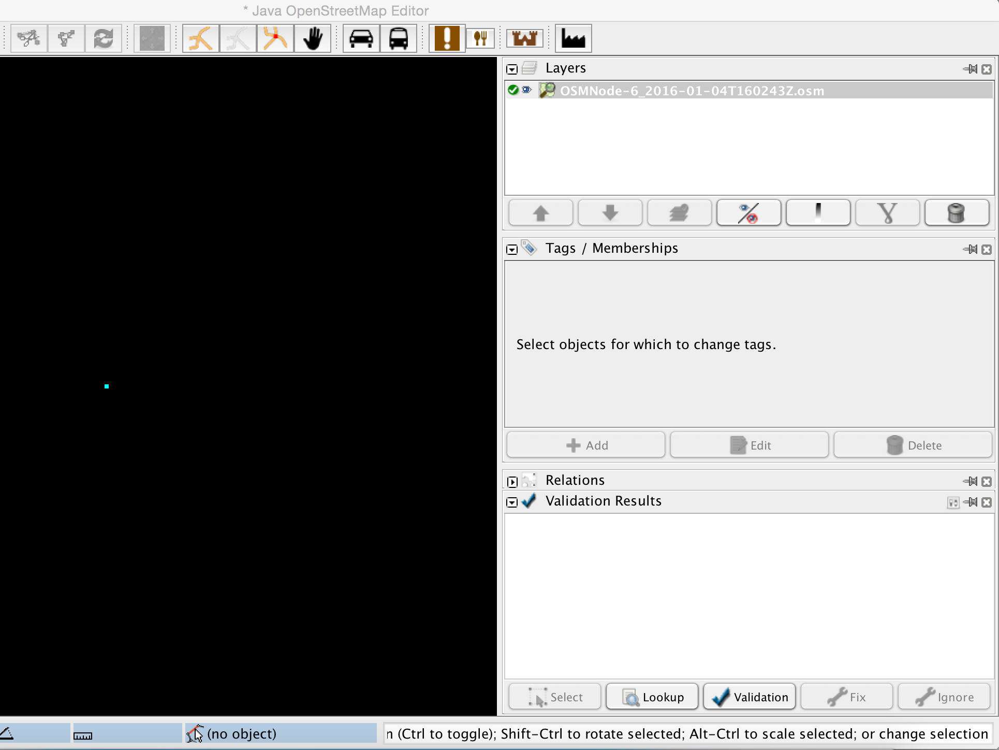 * Java OpenStreetMap Editor
Layers
OSMNode-6_2016-01-04T160243Z.osm
Tags / Memberships
Select objects for which to change tags.
Add
Edit
Delete
Relations
Validation Results
Select
Lookup
Validation
Fix
Ignore
(no object)
n (Ctrl to toggle); Shift-Ctrl to rotate selected; Alt-Ctrl to scale selected; or change selection